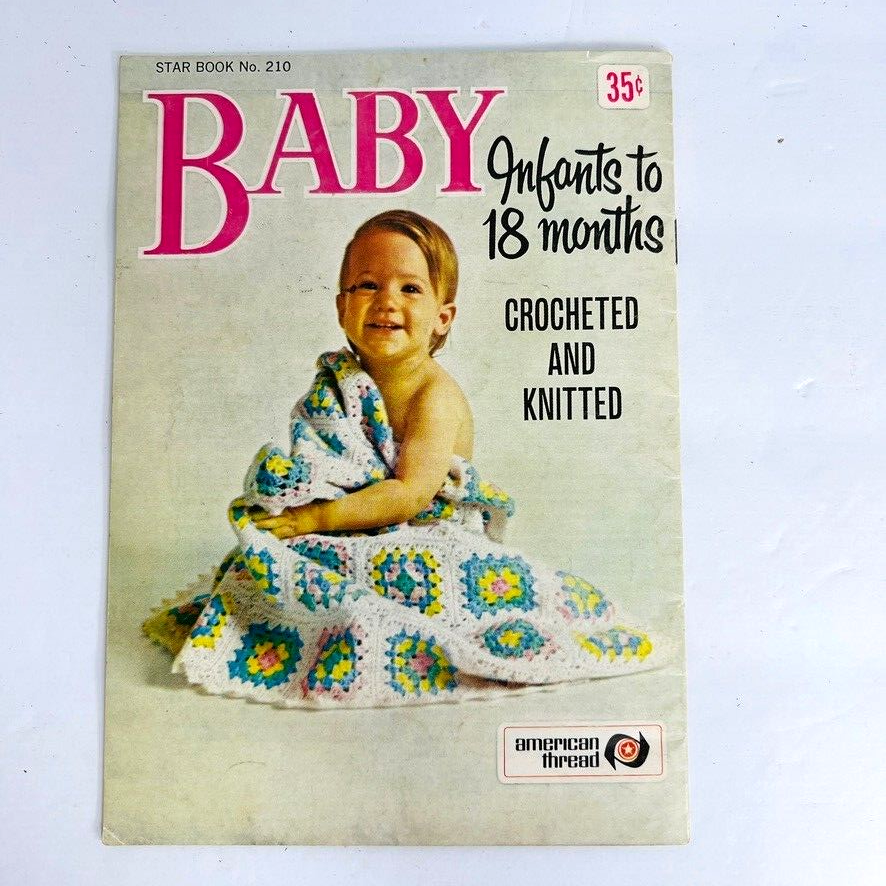 STAR BOOK No. 210
35¢
BABY
Infants to
18 months
CROCHETED
AND
KNITTED
american
thread